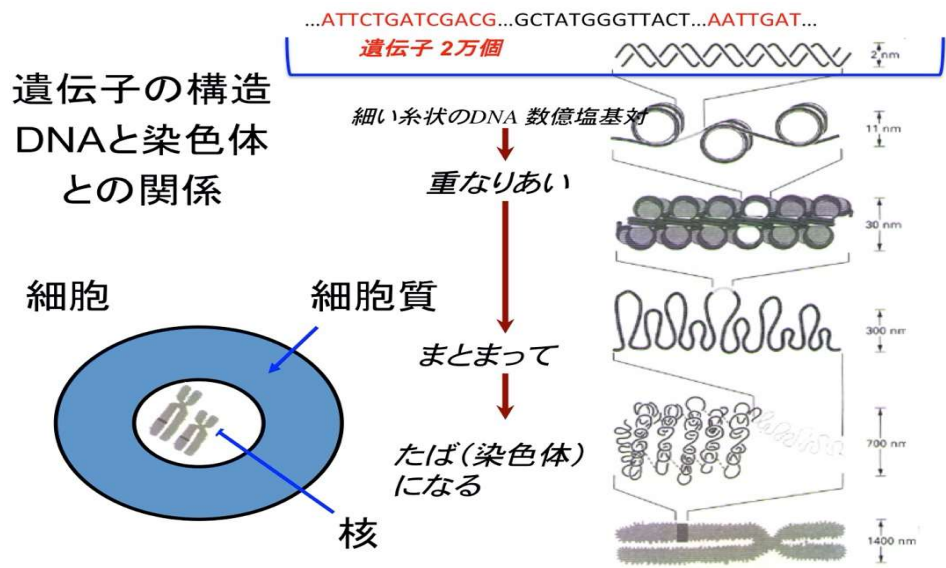 ...ATTCTGATCGACG...GCTATGGGTTACT...AATTGAT...
遺伝子 2万個
2 nm
遺伝子の構造
DNAと染色体
との関係
細い糸状のDNA 数億塩基対
11 nm
重なりあい
30 nm
細胞
細胞質
300 nm
まとまって
700 nm
たば(染色体)
になる
核
1400 nm